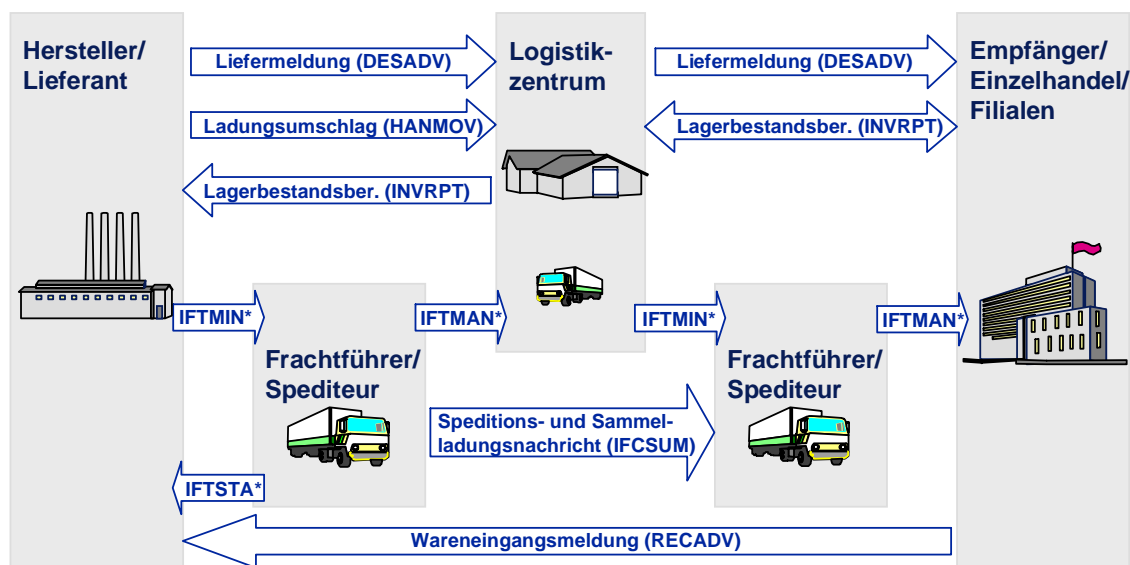 Hersteller/
Lieferant
Liefermeldung (DESADV)
Logistik-
zentrum
Liefermeldung (DESADV)
Empfänger/
Einzelhandel/
Filialen
Ladungsumschlag (HANMOV)
Lagerbestandsber. (INVRPT)
Lagerbestandsber. (INVRPT)
IFTMIN*
IFTMAN*
IFTMIN*
IFTMAN*
Frachtführer/
Spediteur
Frachtführer/
Spediteur
Speditions- und Sammel-
ladungsnachricht (IFCSUM)
IFTSTA*
Wareneingangsmeldung (RECADV)